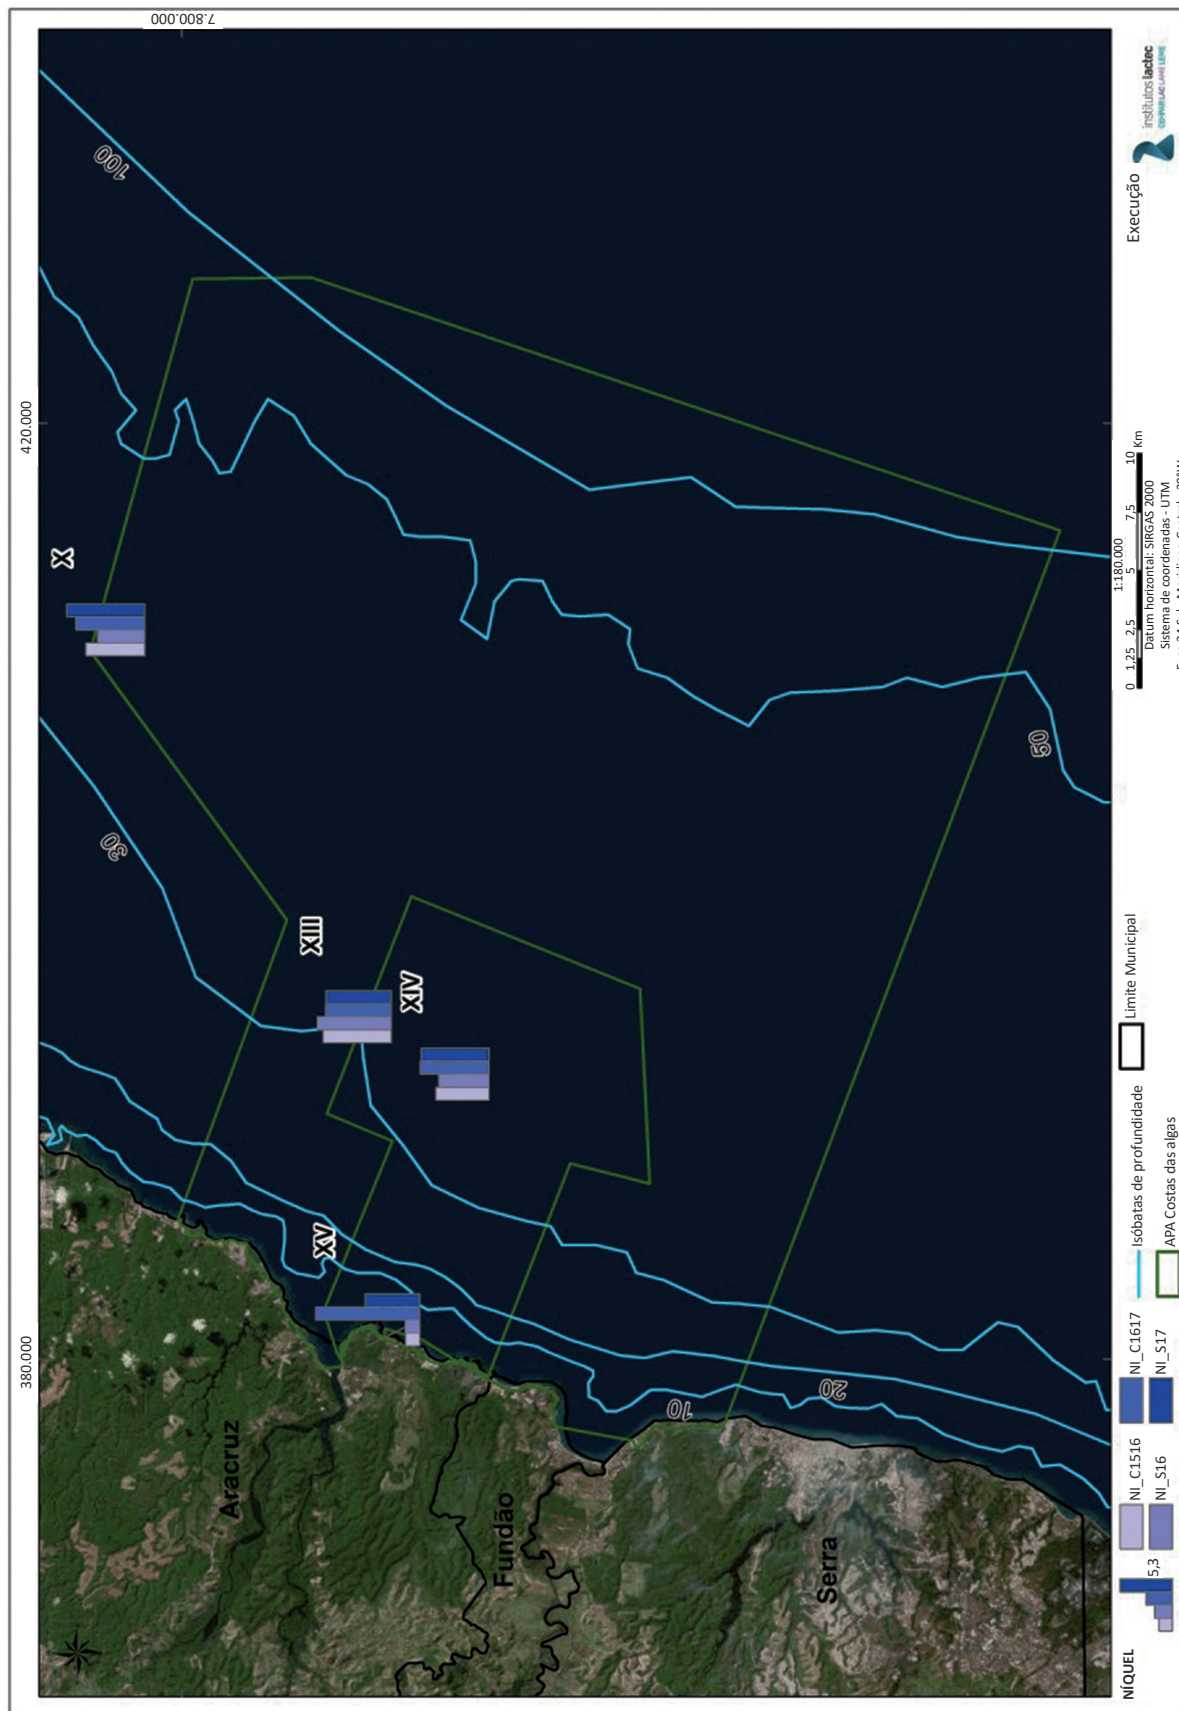 7.800.000
420.000
380.000
100
X
30
XIII
XIV
XV
50
20
10
Aracruz
Fundão
Serra
NÍQUEL
5,3
NI_C1516
NI_S16
NI_C1617
NI_S17
Isóbatas de profundidade
APA Costas das algas
Limite Municipal
1:180.000
0 1,25 2,5 5 7,5 10 Km
Datum horizontal: SIRGAS 2000
Sistema de coordenadas - UTM
Execução
institutos lactec